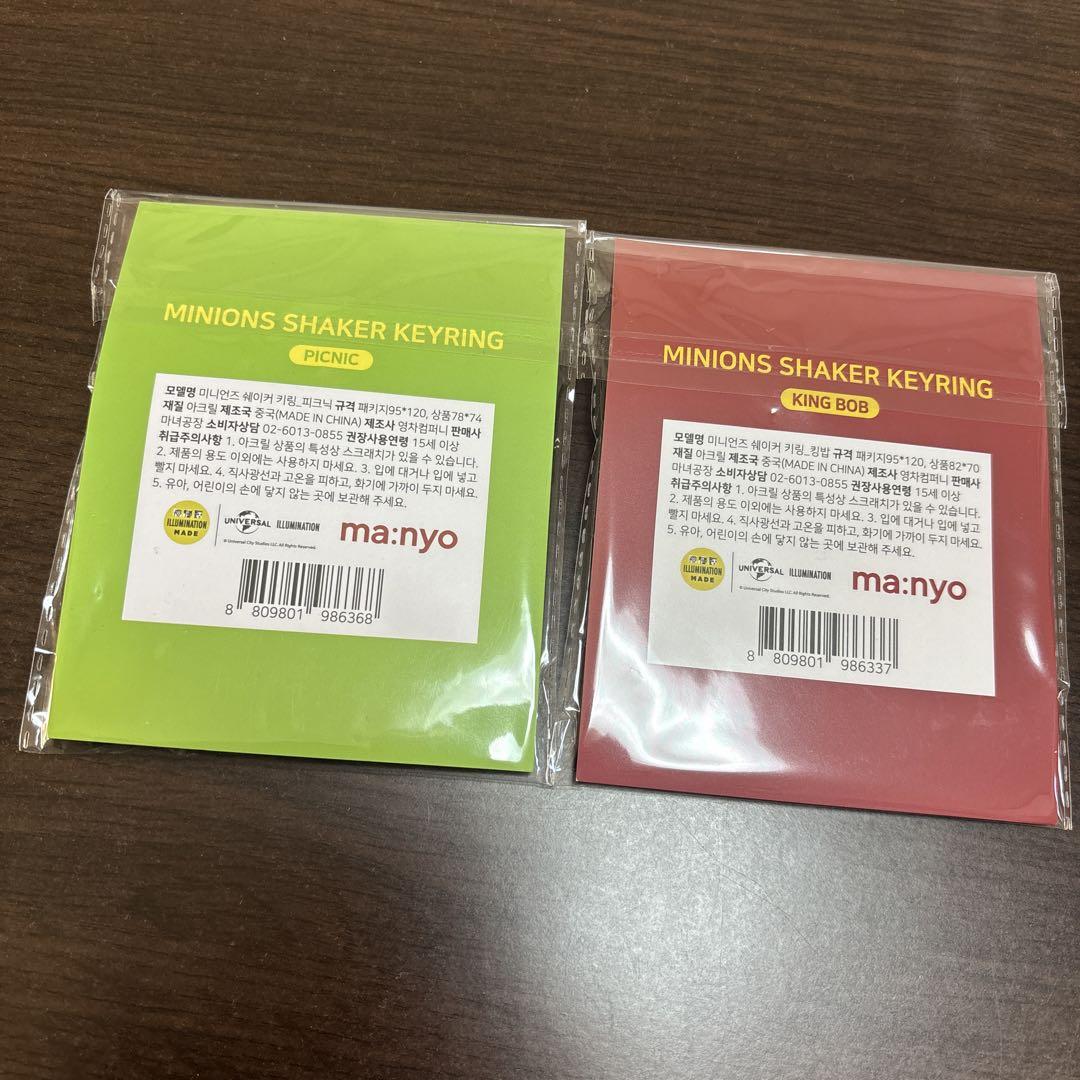 MINIONS SHAKER KEYRING
PICNIC
모델명 미니언즈 쉐이커 키링_피크닉 규격 패키지95*120, 상품78*74
재질 아크릴 제조국 중국(MADE IN CHINA) 제조사 영차컴퍼니 판매사
마녀공장 소비자상담 02-6013-0855 권장사용연령 15세 이상
취급주의사항 1. 아크릴 상품의 특성상 스크래치가 있을 수 있습니다.
2. 제품의 용도 이외에는 사용하지 마세요. 3. 입에 대거나 입에 넣고
빨지 마세요. 4. 직사광선과 고온을 피하고, 화기에 가까이 두지 마세요.
5. 유아, 어린이의 손에 닿지 않는 곳에 보관해 주세요.
ILLUMINATION
MADE
UNIVERSAL ILLUMINATION
© Universal City Studios LLC. All Rights Reserved.
ma:nyo
8 809801 986368
MINIONS SHAKER KEYRING
KING BOB
모델명 미니언즈 쉐이커 키링_킹밥 규격 패키지95*120, 상품82*70
재질 아크릴 제조국 중국(MADE IN CHINA) 제조사 영차컴퍼니 판매사
마녀공장 소비자상담 02-6013-0855 권장사용연령 15세 이상
취급주의사항 1. 아크릴 상품의 특성상 스크래치가 있을 수 있습니다.
2. 제품의 용도 이외에는 사용하지 마세요. 3. 입에 대거나 입에 넣고
빨지 마세요. 4. 직사광선과 고온을 피하고, 화기에 가까이 두지 마세요.
5. 유아, 어린이의 손에 닿지 않는 곳에 보관해 주세요.
ILLUMINATION
MADE
UNIVERSAL ILLUMINATION
© Universal City Studios LLC. All Rights Reserved.
ma:nyo
8 809801 986337